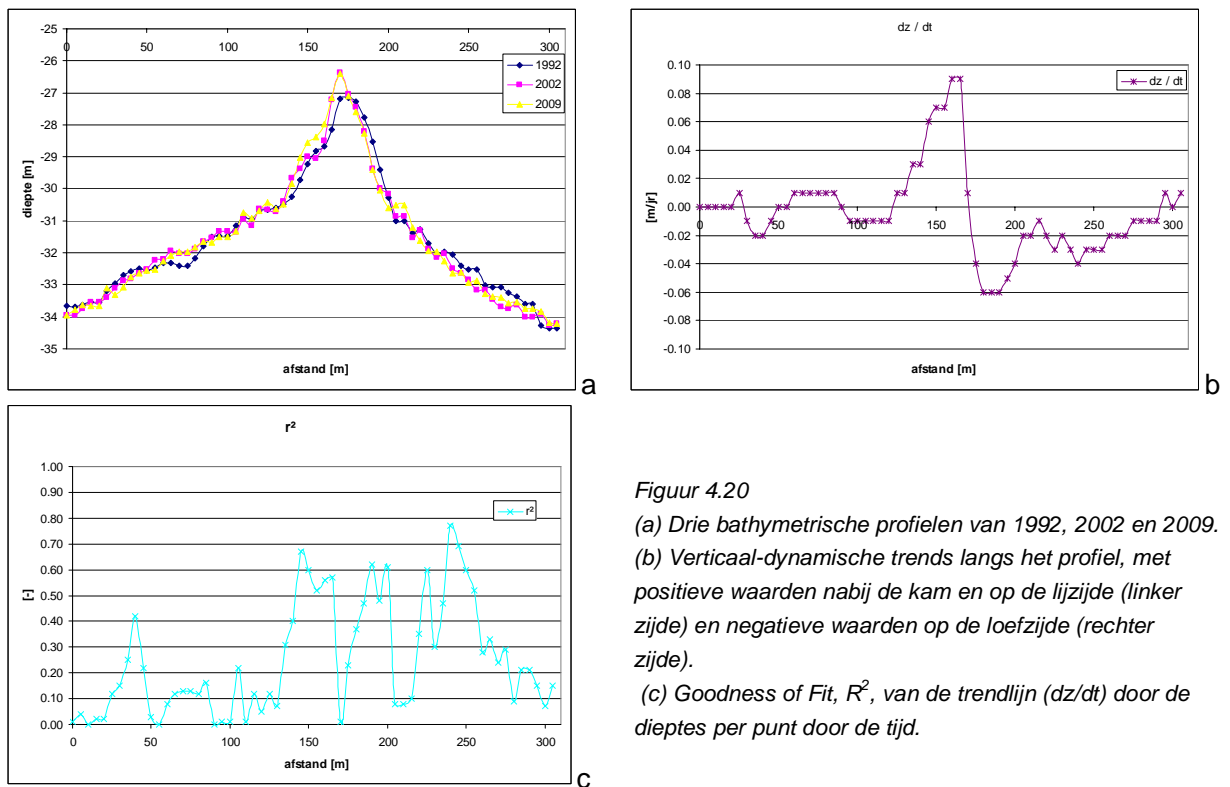 -25
-26
-27
-28
-29
-30
-31
-32
-33
-34
-35
0 50 100 150 200 250 300
diepte [m]
afstand [m]
1992
2002
2009
a
dz / dt
0.10
0.08
0.06
0.04
0.02
0.00
-0.02
-0.04
-0.06
-0.08
-0.10
0 50 100 150 200 250 300
[m/jr]
afstand [m]
dz / dt
b
r²
1.00
0.90
0.80
0.70
0.60
0.50
0.40
0.30
0.20
0.10
0.00
0 50 100 150 200 250 300
[-]
afstand [m]
r²
c
Figuur 4.20
(a) Drie bathymetrische profielen van 1992, 2002 en 2009.
(b) Verticaal-dynamische trends langs het profiel, met
positieve waarden nabij de kam en op de lijzijde (linker
zijde) en negatieve waarden op de loefzijde (rechter
zijde).
(c) Goodness of Fit, R², van de trendlijn (dz/dt) door de
dieptes per punt door de tijd.